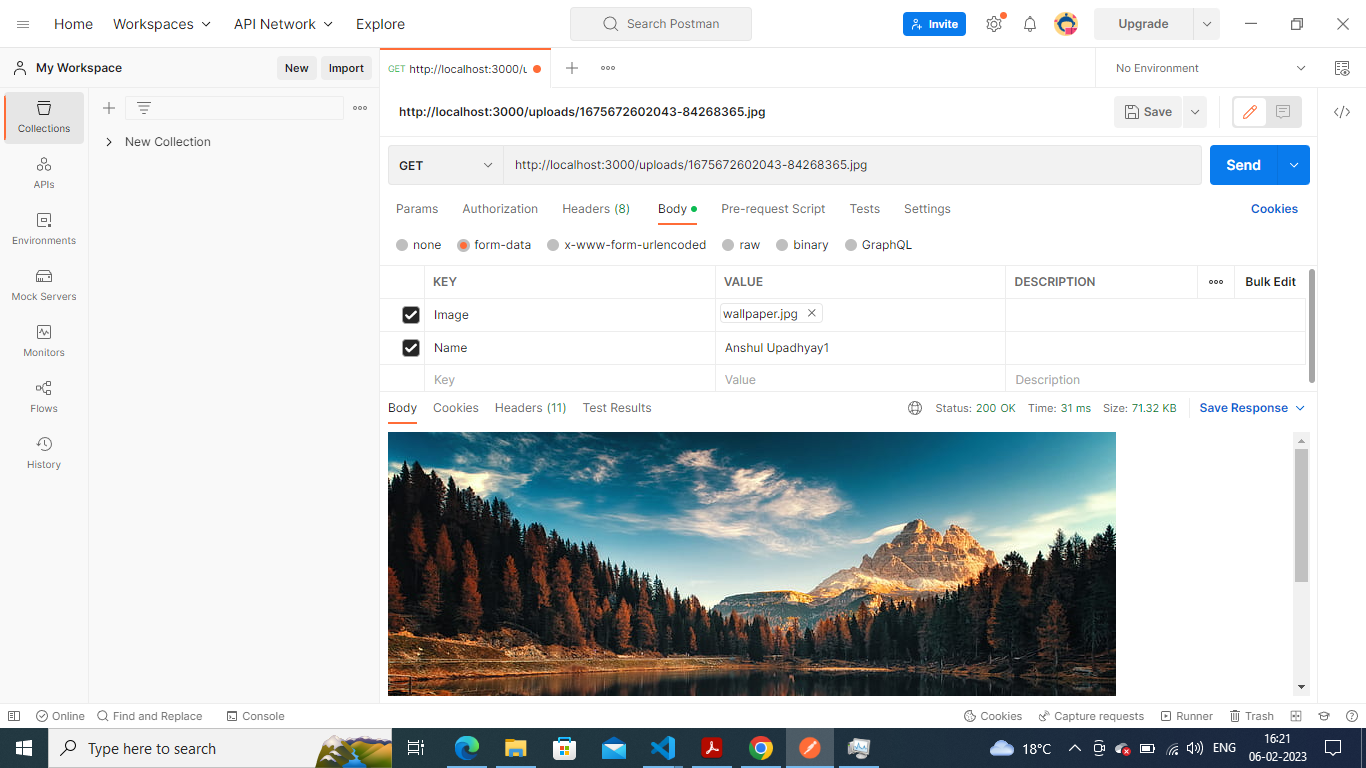 Home Workspaces API Network Explore Search Postman Invite Upgrade
My Workspace New Import GET http://localhost:3000/u No Environment
http://localhost:3000/uploads/1675672602043-84268365.jpg Save
Collections
New Collection
GET http://localhost:3000/uploads/1675672602043-84268365.jpg Send
APIs
Params Authorization Headers (8) Body Pre-request Script Tests Settings Cookies
Environments
none form-data x-www-form-urlencoded raw binary GraphQL
KEY VALUE DESCRIPTION Bulk Edit
Mock Servers
Image wallpaper.jpg
Name Anshul Upadhyay1
Monitors
Key Value Description
Flows
Body Cookies Headers (11) Test Results Status: 200 OK Time: 31 ms Size: 71.32 KB Save Response
History
Online Find and Replace Console Cookies Capture requests Runner Trash
Type here to search 18°C ENG 16:21
06-02-2023